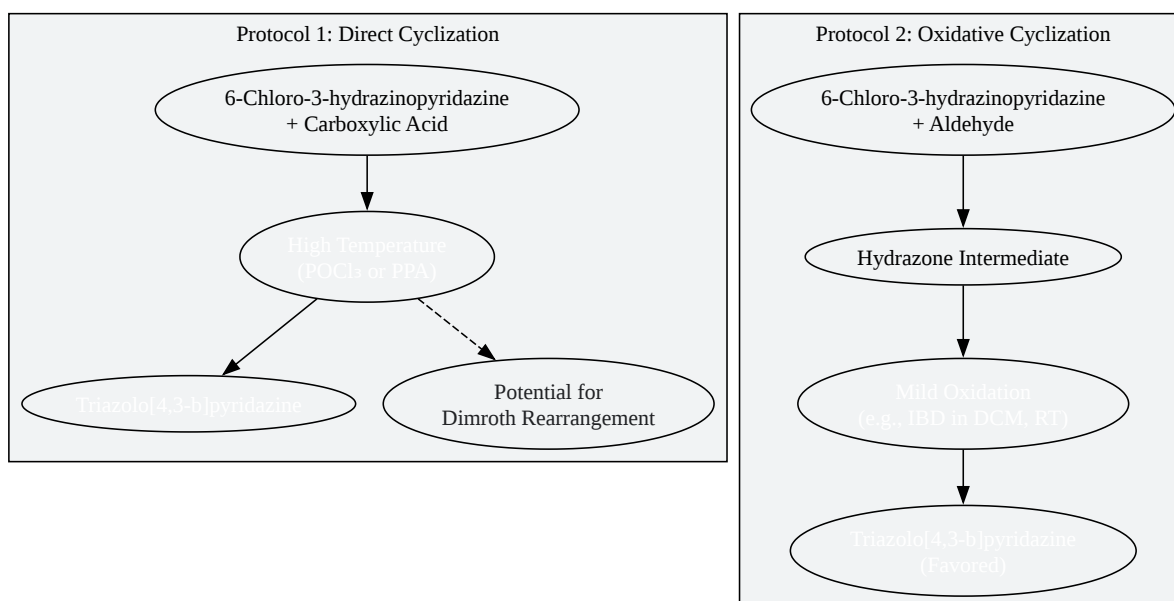 Protocol 1: Direct Cyclization
6-Chloro-3-hydrazinopyridazine
+ Carboxylic Acid
High Temperature
(POCl₃ or PPA)
Triazolo[4,3-b]pyridazine
Potential for
Dimroth Rearrangement
Protocol 2: Oxidative Cyclization
6-Chloro-3-hydrazinopyridazine
+ Aldehyde
Hydrazone Intermediate
Mild Oxidation
(e.g., IBD in DCM, RT)
Triazolo[4,3-b]pyridazine
(Favored)